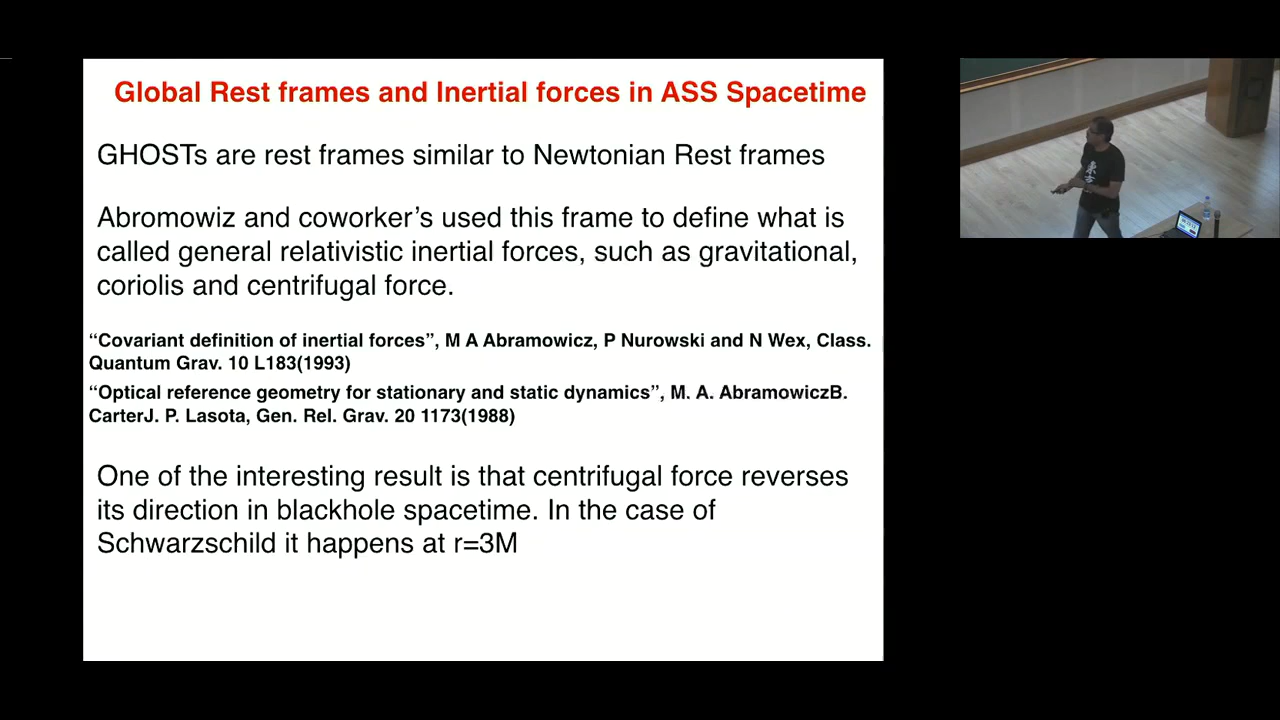 Global Rest frames and Inertial forces in ASS Spacetime
GHOSTs are rest frames similar to Newtonian Rest frames
Abromowiz and coworker’s used this frame to define what is
called general relativistic inertial forces, such as gravitational,
coriolis and centrifugal force.
“Covariant definition of inertial forces”, M A Abramowicz, P Nurowski and N Wex, Class.
Quantum Grav. 10 L183(1993)
“Optical reference geometry for stationary and static dynamics”, M. A. AbramowiczB.
CarterJ. P. Lasota, Gen. Rel. Grav. 20 1173(1988)
One of the interesting result is that centrifugal force reverses
its direction in blackhole spacetime. In the case of
Schwarzschild it happens at r=3M